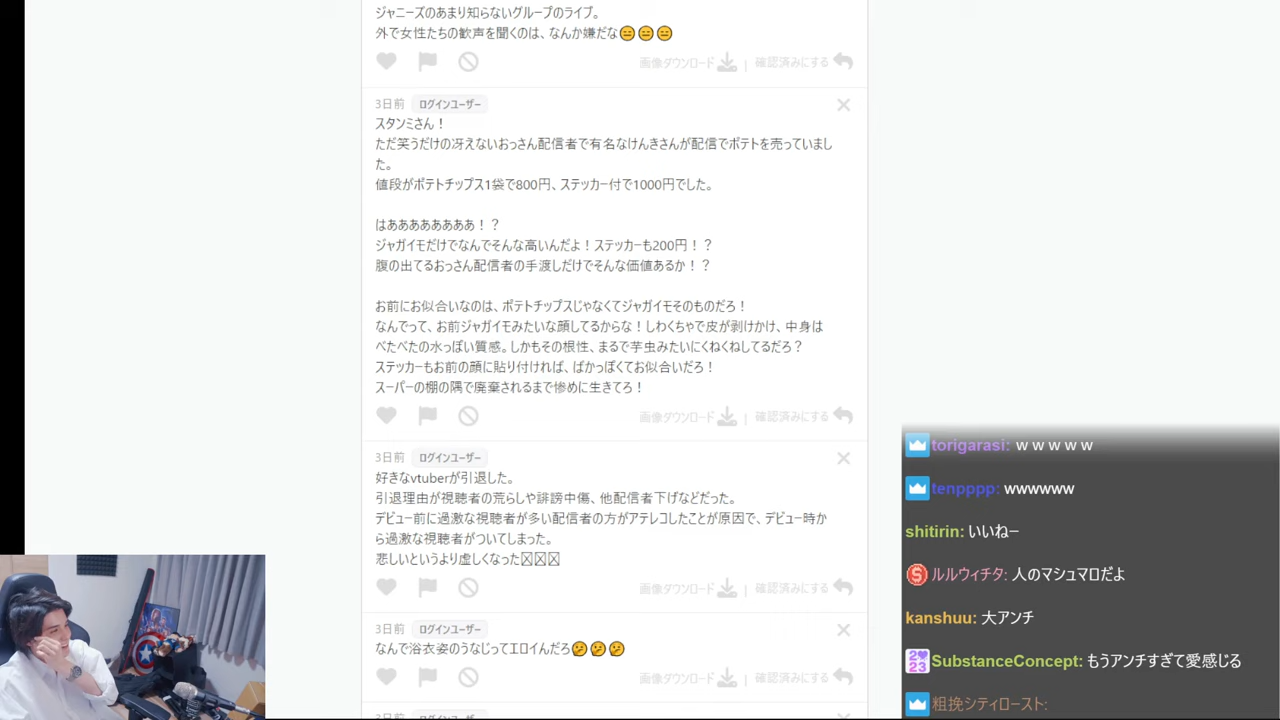 ジャニーズのあまり知らないグループのライブ。
外で女性たちの歓声を聞くのは、なんか嫌だな😑😑😑
画像ダウンロード | 確認済みにする
3日前 ログインユーザー
スタンミさん！
ただ笑うだけの冴えないおっさん配信者で有名なけんきさんが配信でポテトを売っていまし
た。
値段がポテトチップス1袋で800円、ステッカー付で1000円でした。
はあああああああぁ！？
ジャガイモだけでなんでそんな高いんだよ！ステッカーも200円！？
腹の出てるおっさん配信者の手渡しだけでそんな価値あるか！？
お前にお似合いなのは、ポテトチップスじゃなくてジャガイモそのものだろ！
なんでって、お前ジャガイモみたいな顔してるからな！しわくちゃで皮が剥けかけ、中身は
べたべたの水っぽい質感。しかもその根性、まるで芋虫みたいにくねくねしてるだろ？
ステッカーもお前の顔に貼り付ければ、ばかっぽくてお似合いだろ！
スーパーの棚の隅で廃棄されるまで惨めに生きてろ！
画像ダウンロード | 確認済みにする
3日前 ログインユーザー
好きなvtuberが引退した。
引退理由が視聴者の荒らしや誹謗中傷、他配信者下げなどだった。
デビュー前に過激な視聴者が多い配信者の方がアテレコしたことが原因で、デビュー時か
ら過激な視聴者がついてしまった。
悲しいというより虚しくなった
画像ダウンロード | 確認済みにする
3日前 ログインユーザー
なんで浴衣姿のうなじってエロイんだろ🫤🫤🫤
画像ダウンロード | 確認済みにする
3日前 ログインユーザー
torigarasi: w w w w w
tenpppp: wwwwww
shitirin: いいねー
ルルウィチタ: 人のマシュマロだよ
kanshuu: 大アンチ
SubstanceConcept: もうアンチすぎて愛感じる
粗挽シティロースト: